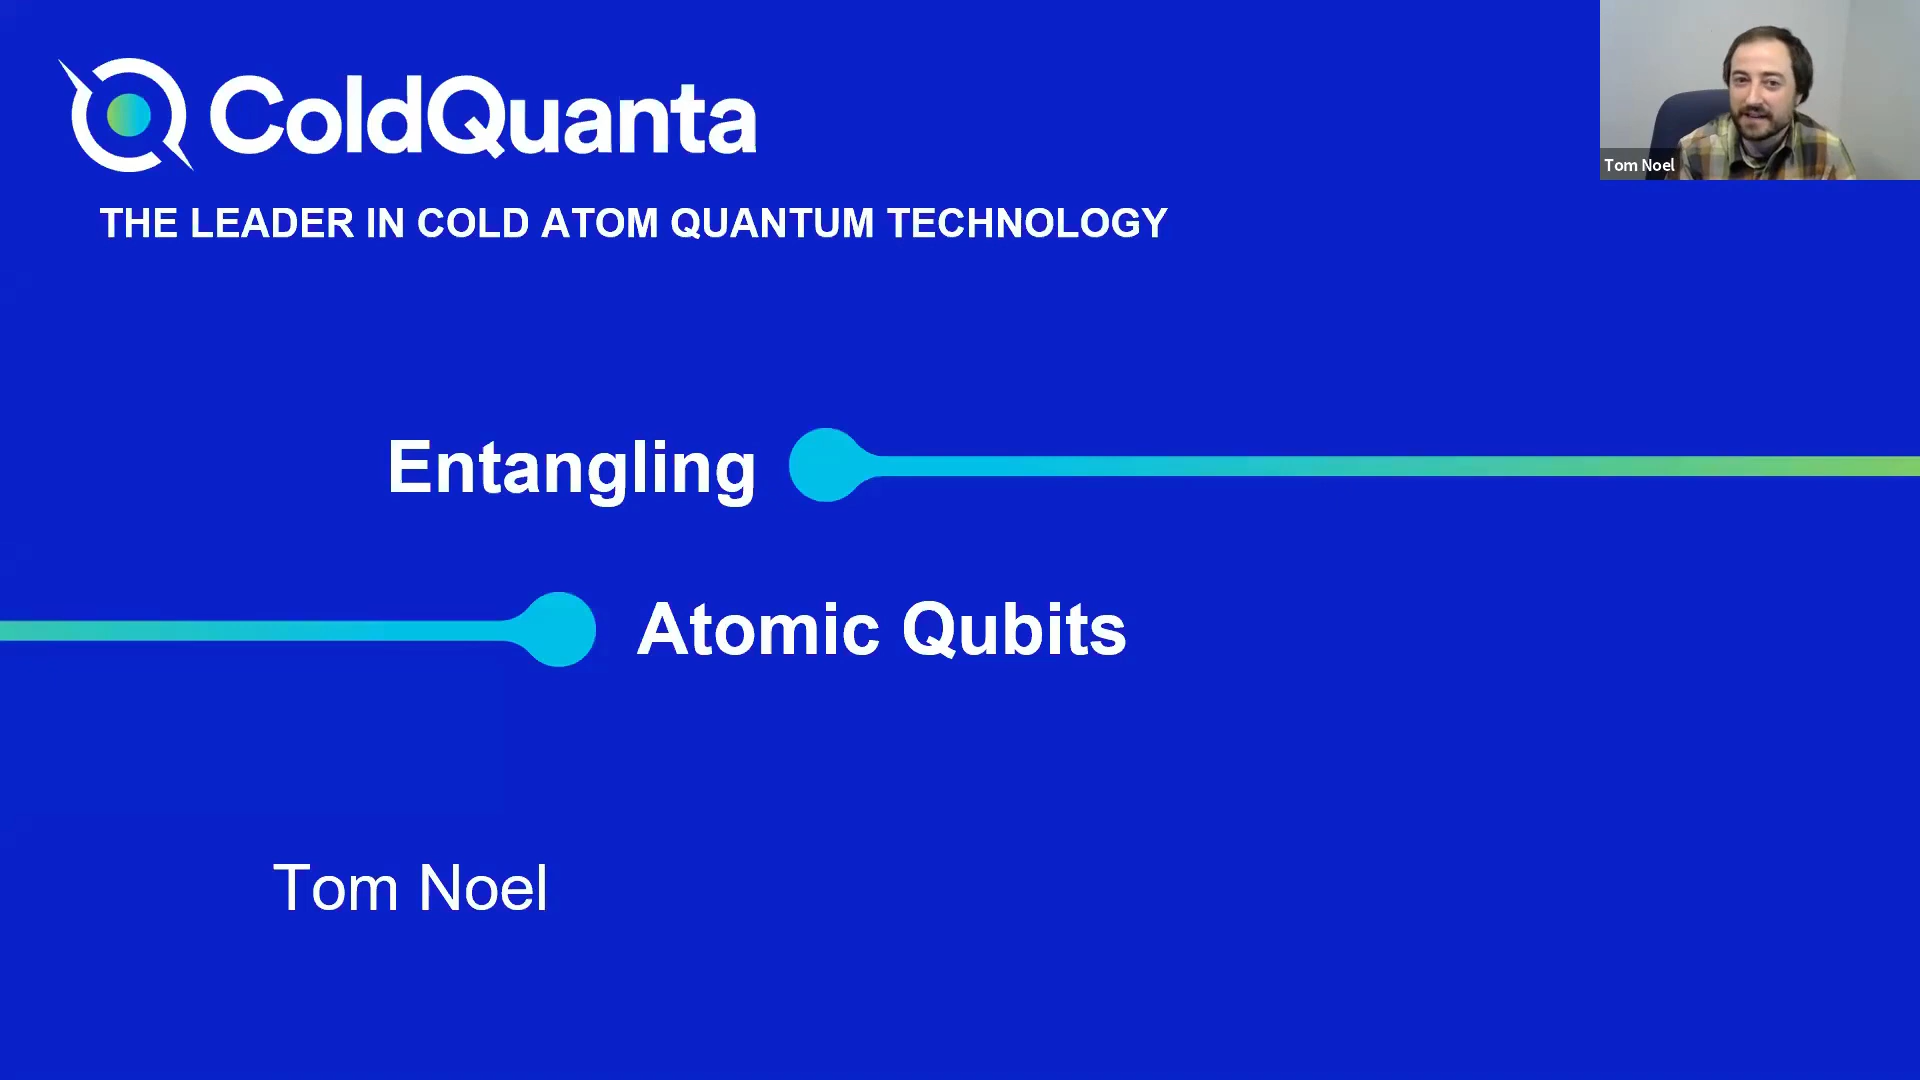 ColdQuanta
THE LEADER IN COLD ATOM QUANTUM TECHNOLOGY
Tom Noel
Entangling
Atomic Qubits
Tom Noel